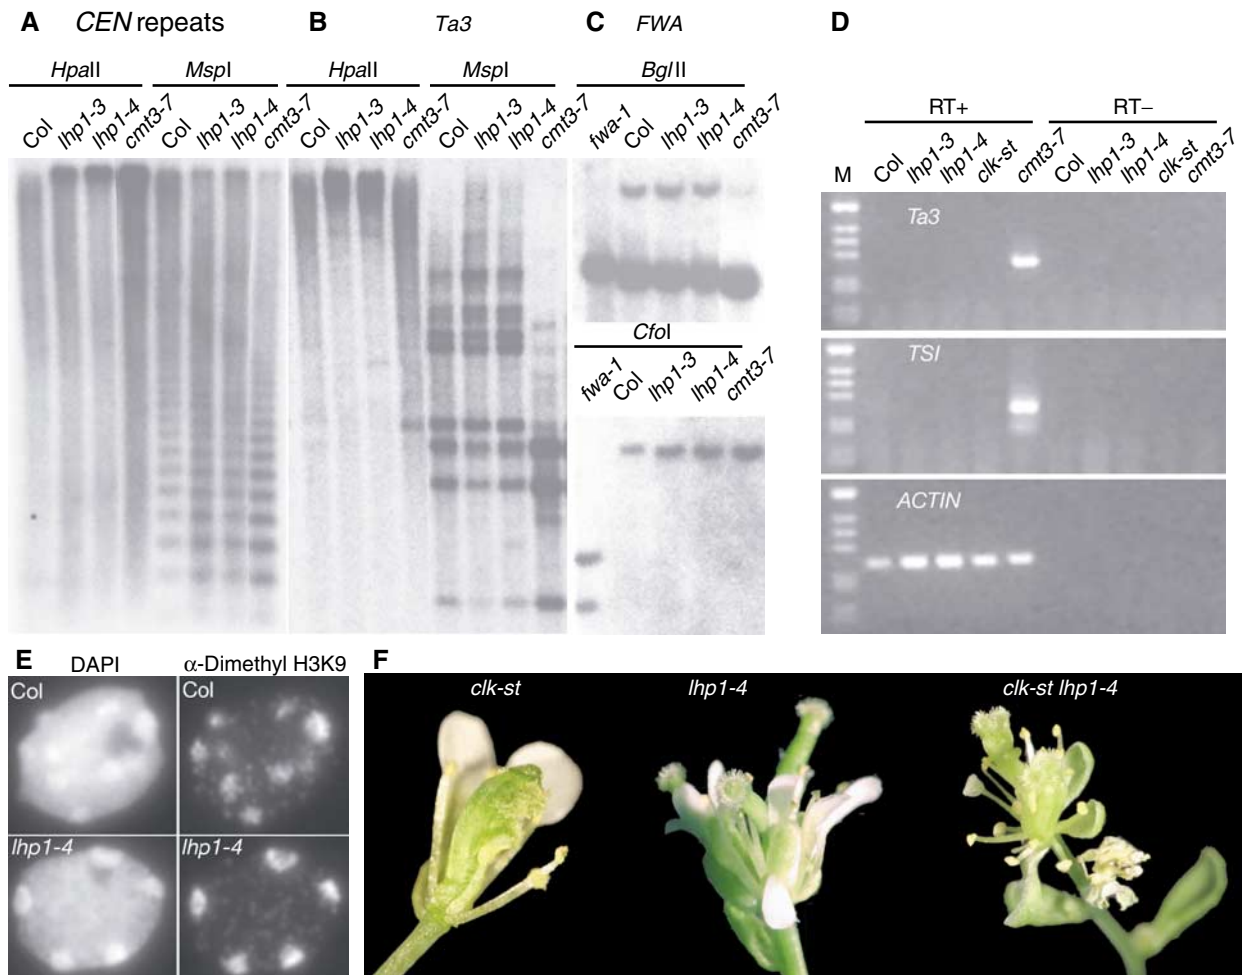 A CEN repeats B Ta3 C FWA D
HpaII MspI HpaII MspI BglII
Col lhp1-3 lhp1-4 cmt3-7 Col lhp1-3 lhp1-4 cmt3-7 Col lhp1-3 lhp1-4 cmt3-7 Col lhp1-3 lhp1-4 cmt3-7 fwa-1 Col lhp1-3 lhp1-4 cmt3-7
RT+ RT–
M Col lhp1-3 lhp1-4 clk-st cmt3-7 Col lhp1-3 lhp1-4 clk-st cmt3-7
Ta3
CfoI
fwa-1 Col lhp1-3 lhp1-4 cmt3-7
TSI
ACTIN
E DAPI α-Dimethyl H3K9 F
Col Col
lhp1-4 lhp1-4
clk-st lhp1-4 clk-st lhp1-4